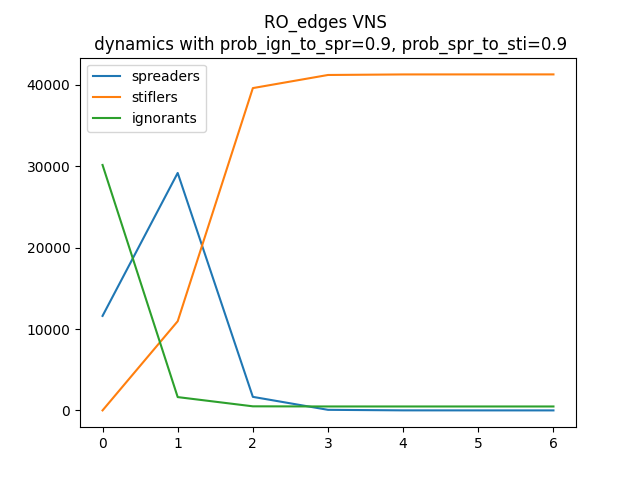 RO_edges VNS
dynamics with prob_ign_to_spr=0.9, prob_spr_to_sti=0.9
spreaders
stiflers
ignorants
40000
30000
20000
10000
0
0 1 2 3 4 5 6